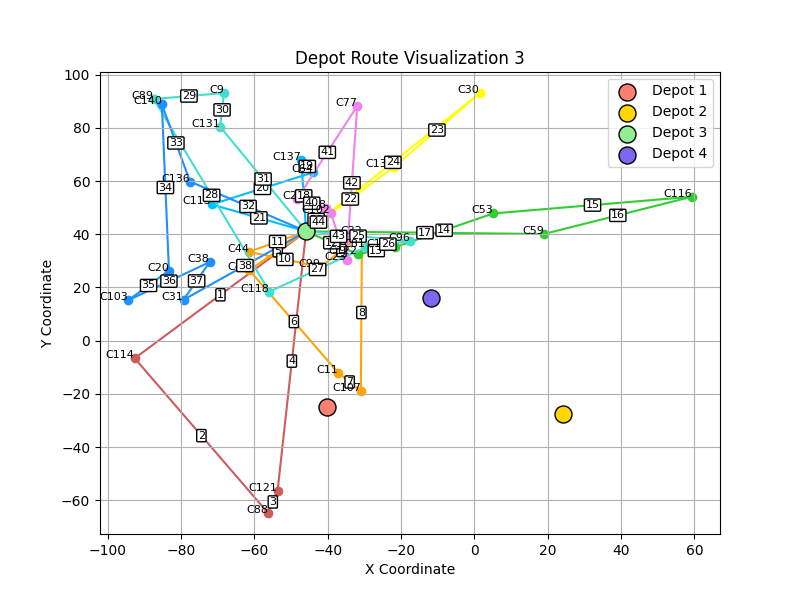 Depot Route Visualization 3
Depot 1
Depot 2
Depot 3
Depot 4
Y Coordinate
100
80
60
40
20
0
−20
−40
−60
−100
−80
−60
−40
−20
0
20
40
60
X Coordinate
C89
C140
C9
C131
C77
C30
C137
C136
C116
C53
C59
C96
C44
C38
C20
C103
C31
C118
C114
C11
C107
C121
C88
29
30
33
34
41
23
24
42
22
31
20
28
32
21
40
44
43
25
26
17
14
15
16
13
11
10
27
38
35
36
37
1
6
8
4
7
2
3